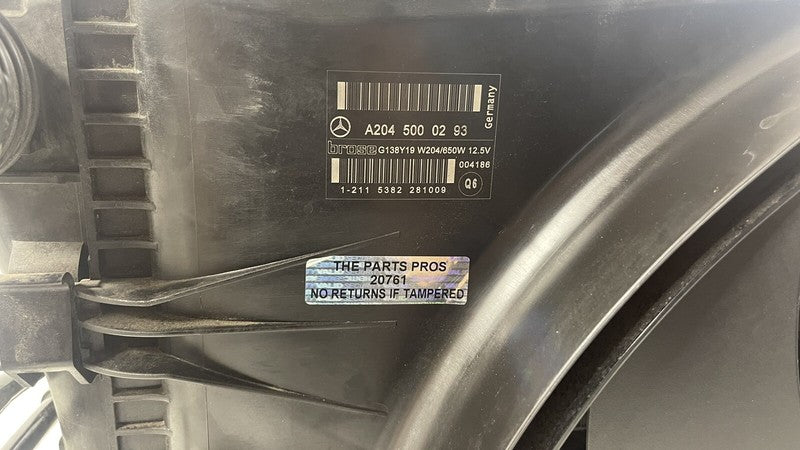 Germany
A204 500 02 93
brose G138Y19 W204/650W 12.5V
004186
1-211 5382 281009
Q6
THE PARTS PROS
20761
NO RETURNS IF TAMPERED